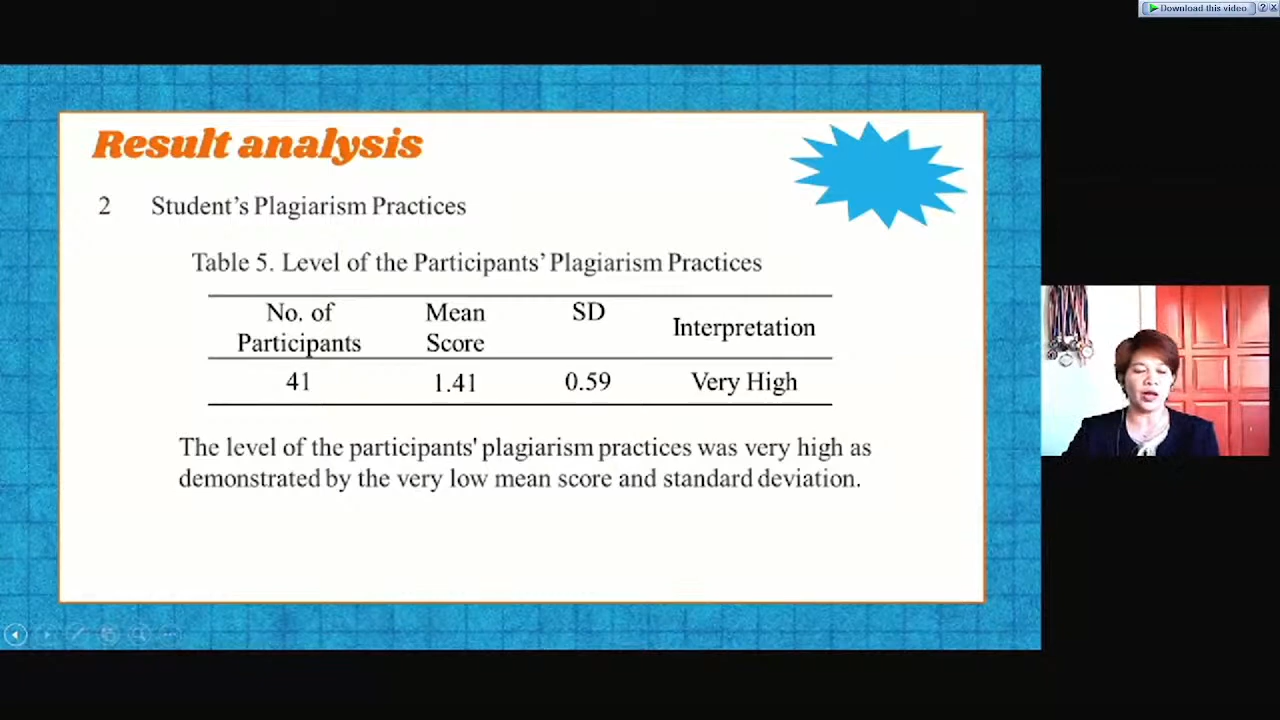 Download this video
Result analysis
2 Student's Plagiarism Practices
Table 5. Level of the Participants' Plagiarism Practices
No. of Participants Mean Score SD Interpretation
41 1.41 0.59 Very High
The level of the participants' plagiarism practices was very high as
demonstrated by the very low mean score and standard deviation.